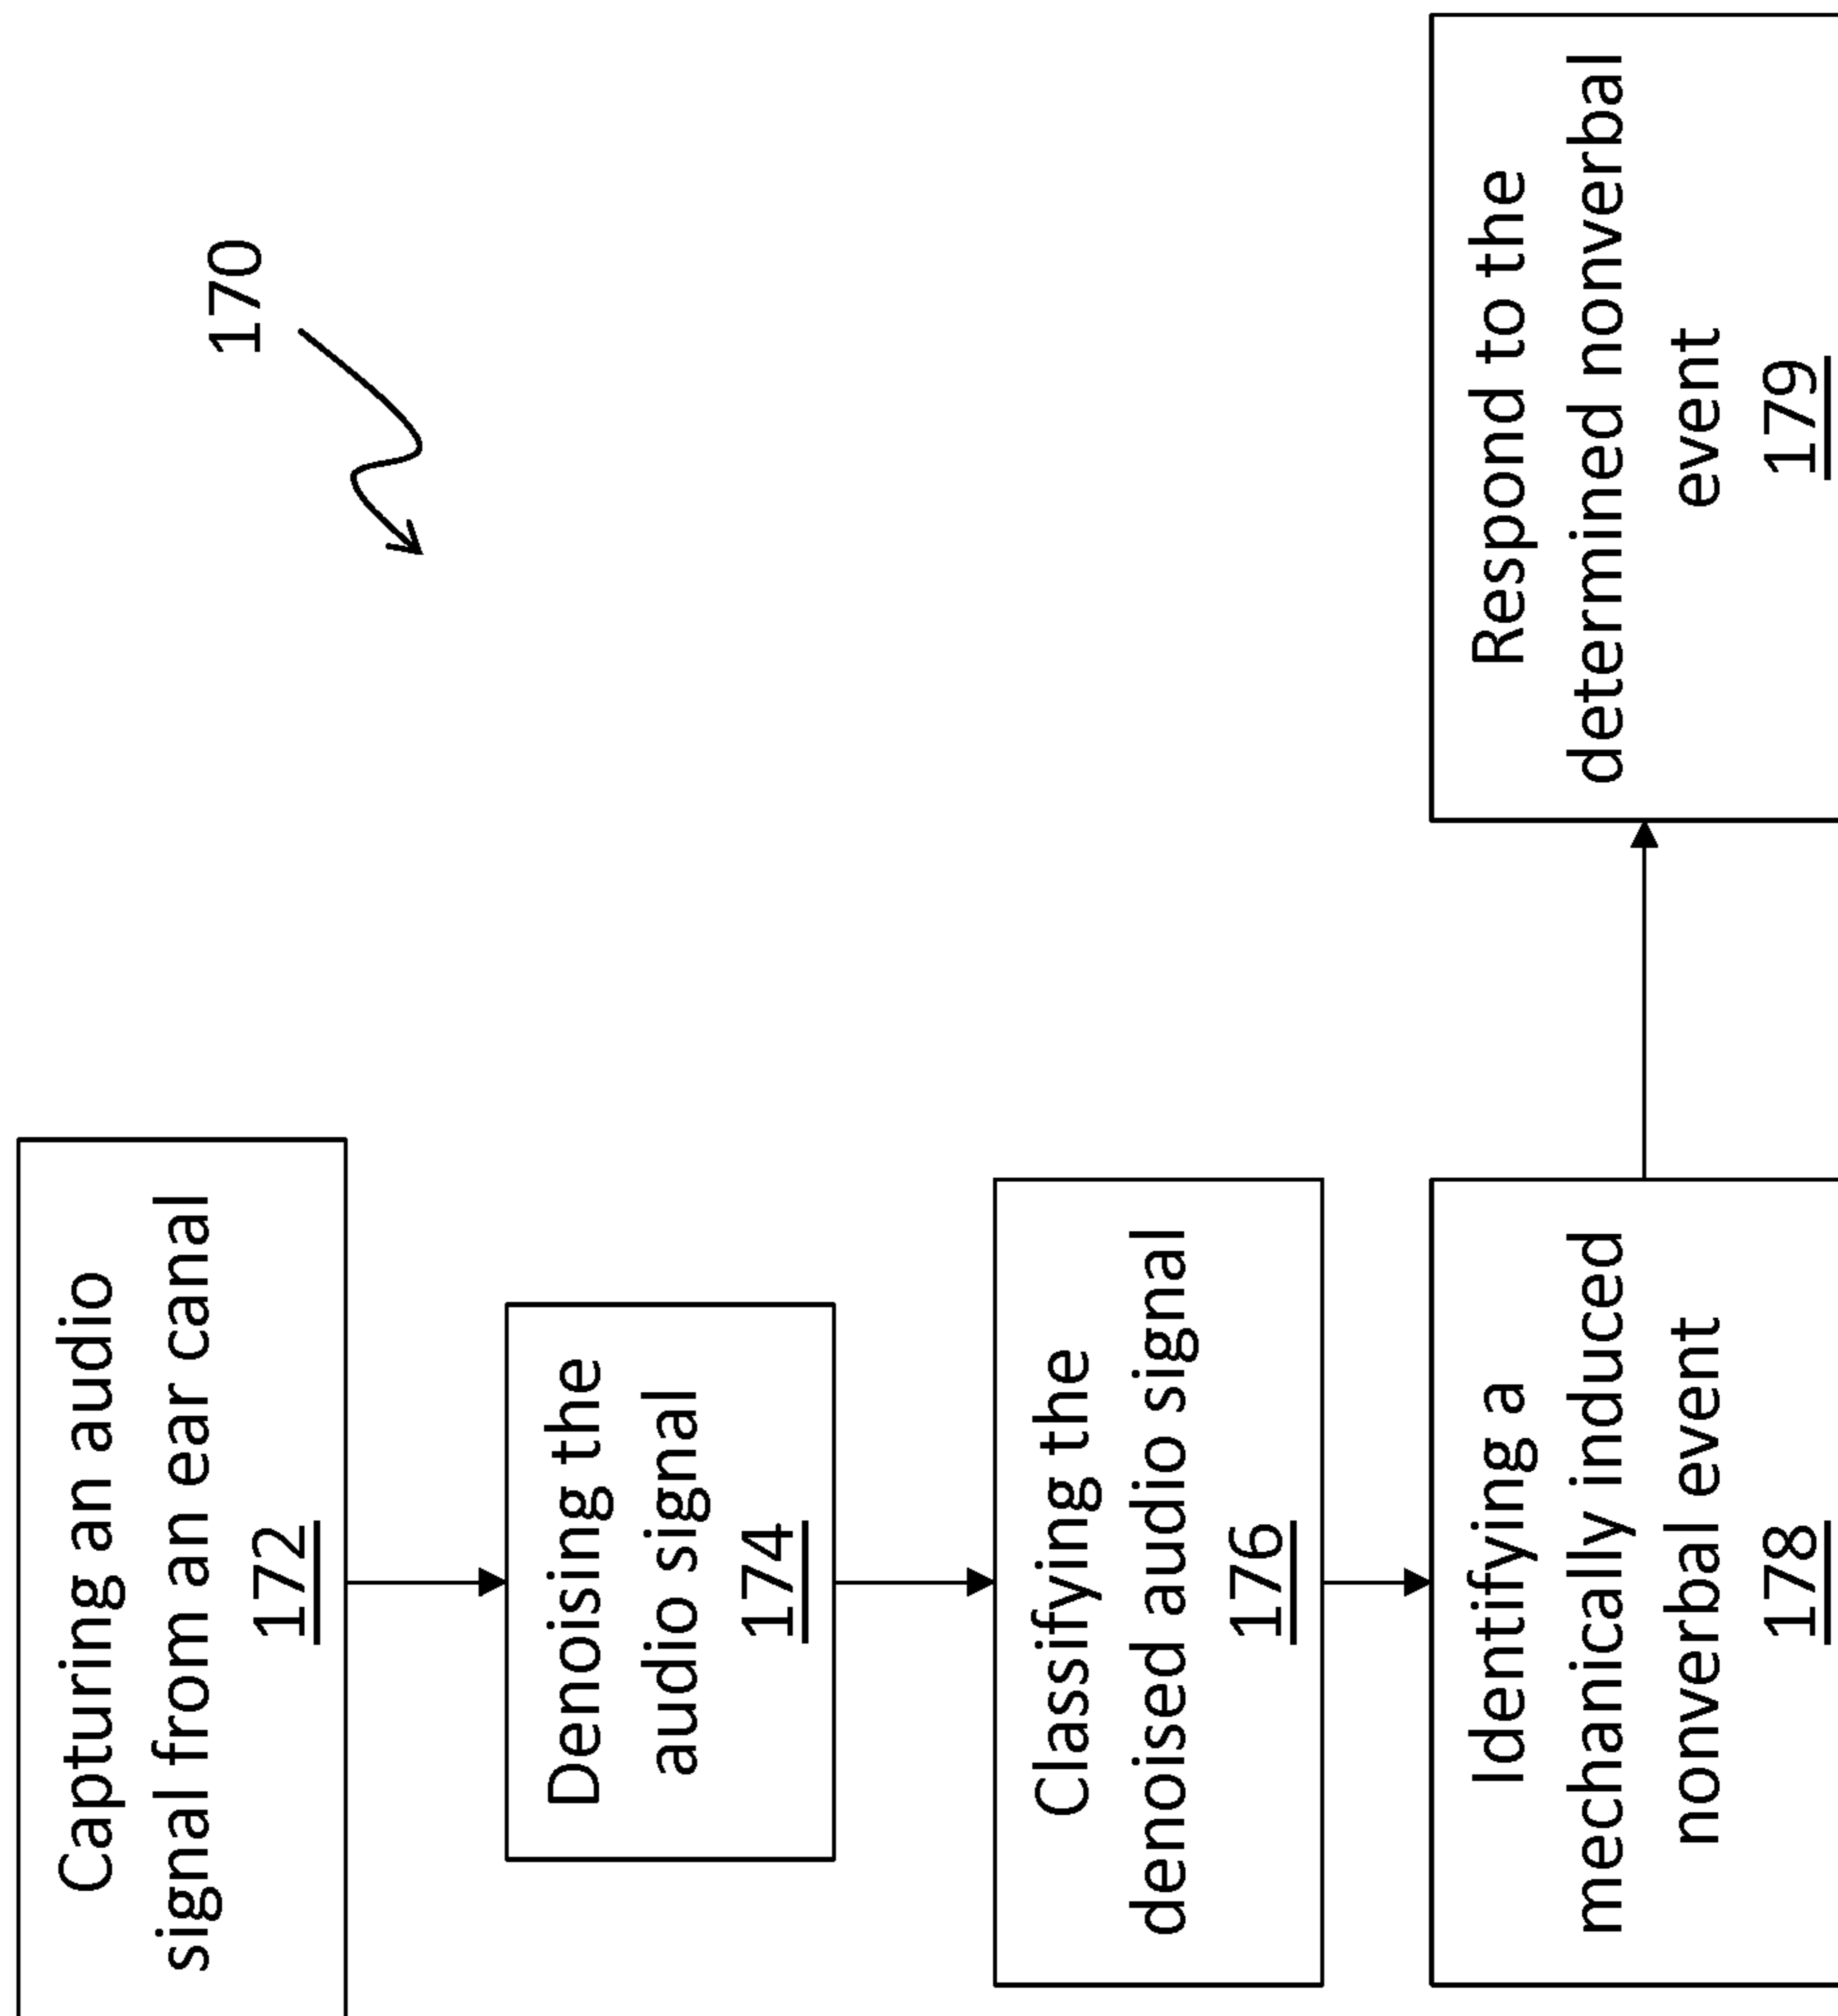 170
Capturing an audio
signal from an ear canal
172
Denoising the
audio signal
174
Classifying the
denoised audio signal
176
Identifying a
mechanically induced
nonverbal event
178
Respond to the
determined nonverbal
event
179